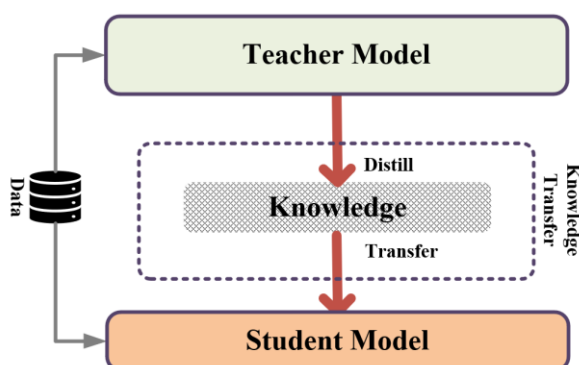 Teacher Model
Distill
Knowledge
Transfer
Student Model
Data
Knowledge
Transfer